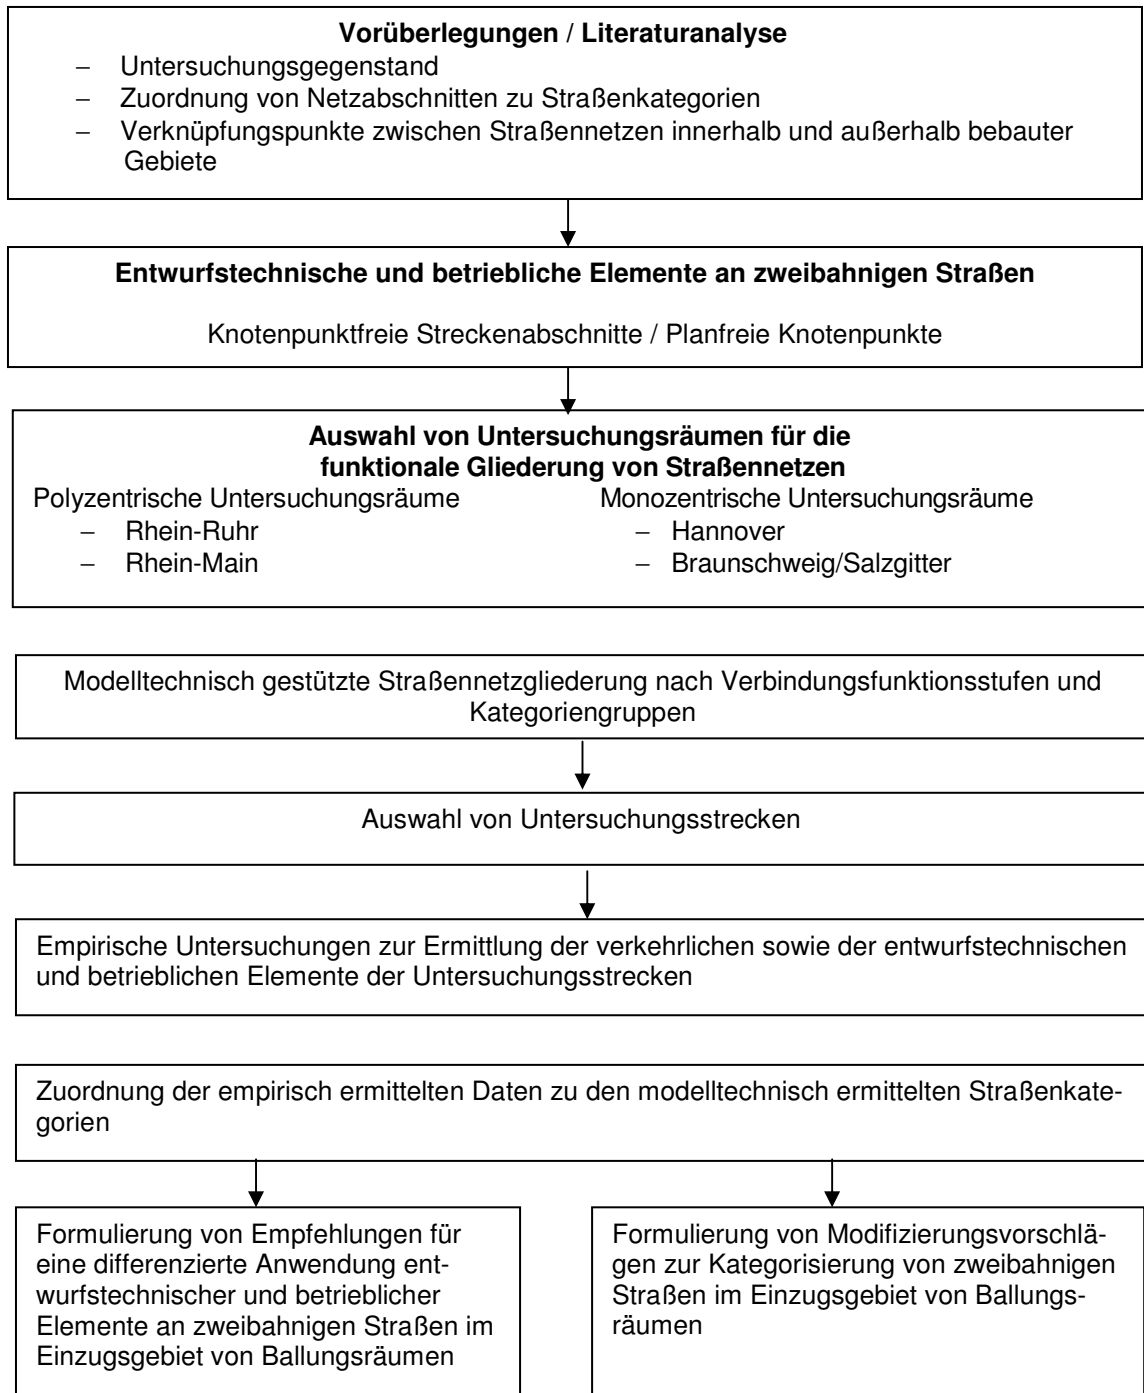 Vorüberlegungen / Literaturanalyse
– Untersuchungsgegenstand
– Zuordnung von Netzabschnitten zu Straßenkategorien
– Verknüpfungspunkte zwischen Straßennetzen innerhalb und außerhalb bebauter
Gebiete
Entwurfstechnische und betriebliche Elemente an zweibahnigen Straßen
Knotenpunktfreie Streckenabschnitte / Planfreie Knotenpunkte
Auswahl von Untersuchungsräumen für die
funktionale Gliederung von Straßennetzen
Polyzentrische Untersuchungsräume
– Rhein-Ruhr
– Rhein-Main
Monozentrische Untersuchungsräume
– Hannover
– Braunschweig/Salzgitter
Modelltechnisch gestützte Straßennetzgliederung nach Verbindungsfunktionsstufen und
Kategoriengruppen
Auswahl von Untersuchungsstrecken
Empirische Untersuchungen zur Ermittlung der verkehrlichen sowie der entwurfstechnischen
und betrieblichen Elemente der Untersuchungsstrecken
Zuordnung der empirisch ermittelten Daten zu den modelltechnisch ermittelten Straßenkate-
gorien
Formulierung von Empfehlungen für
eine differenzierte Anwendung ent-
wurfstechnischer und betrieblicher
Elemente an zweibahnigen Straßen im
Einzugsgebiet von Ballungsräumen
Formulierung von Modifizierungsvorschlä-
gen zur Kategorisierung von zweibahnigen
Straßen im Einzugsgebiet von Ballungs-
räumen